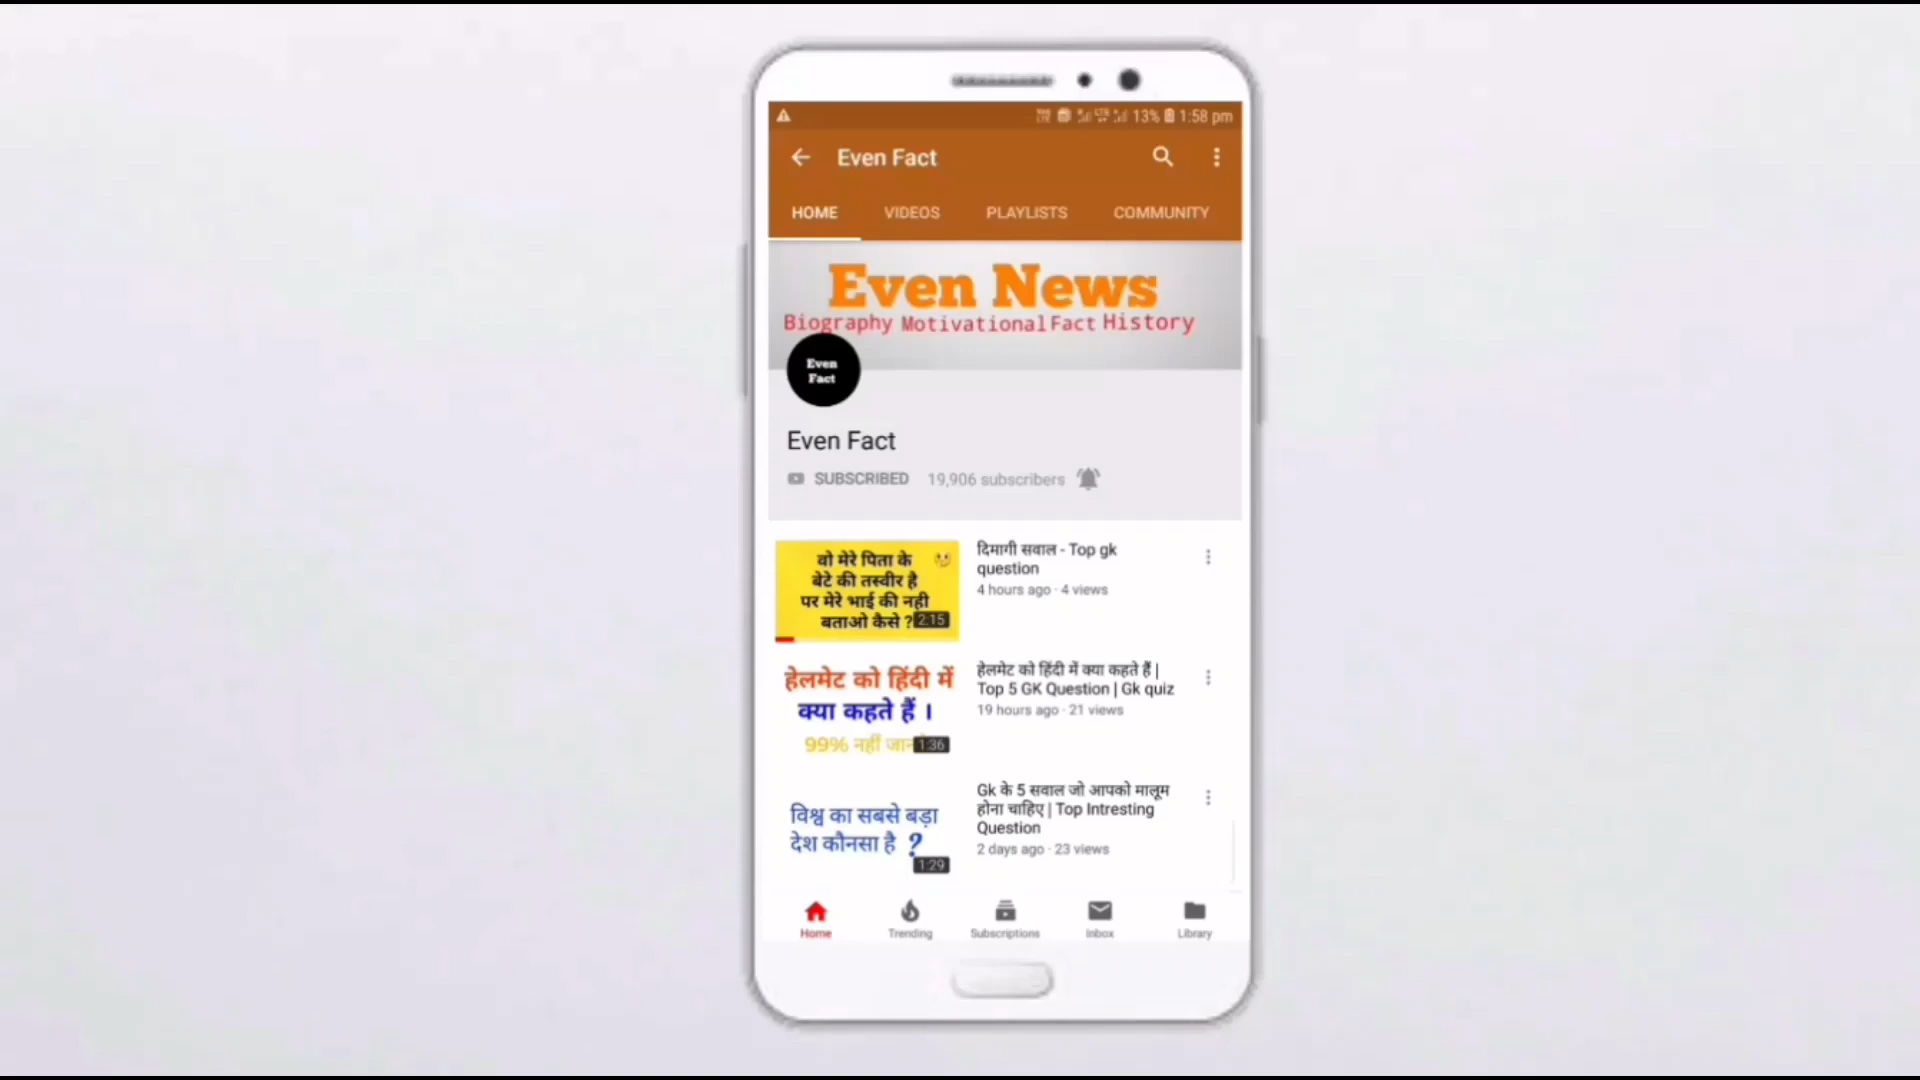 13% 1:58 pm
Even Fact
HOME VIDEOS PLAYLISTS COMMUNITY
Even News
Biography Motivational Fact History
Even
Fact
Even Fact
SUBSCRIBED 19,906 subscribers
वो मेरे पिता के
बेटे की तस्वीर है
पर मेरे भाई की नही
बताओ कैसे ?
2:15
दिमागी सवाल - Top gk
question
4 hours ago · 4 views
हेलमेट को हिंदी में
क्या कहते हैं ।
99% नहीं
1:36
हेलमेट को हिंदी में क्या कहते हैं |
Top 5 GK Question | Gk quiz
19 hours ago · 21 views
विश्व का सबसे बड़ा
देश कौनसा है ?
1:29
Gk के 5 सवाल जो आपको मालूम
होना चाहिए | Top Intresting
Question
2 days ago · 23 views
Home Trending Subscriptions Inbox Library